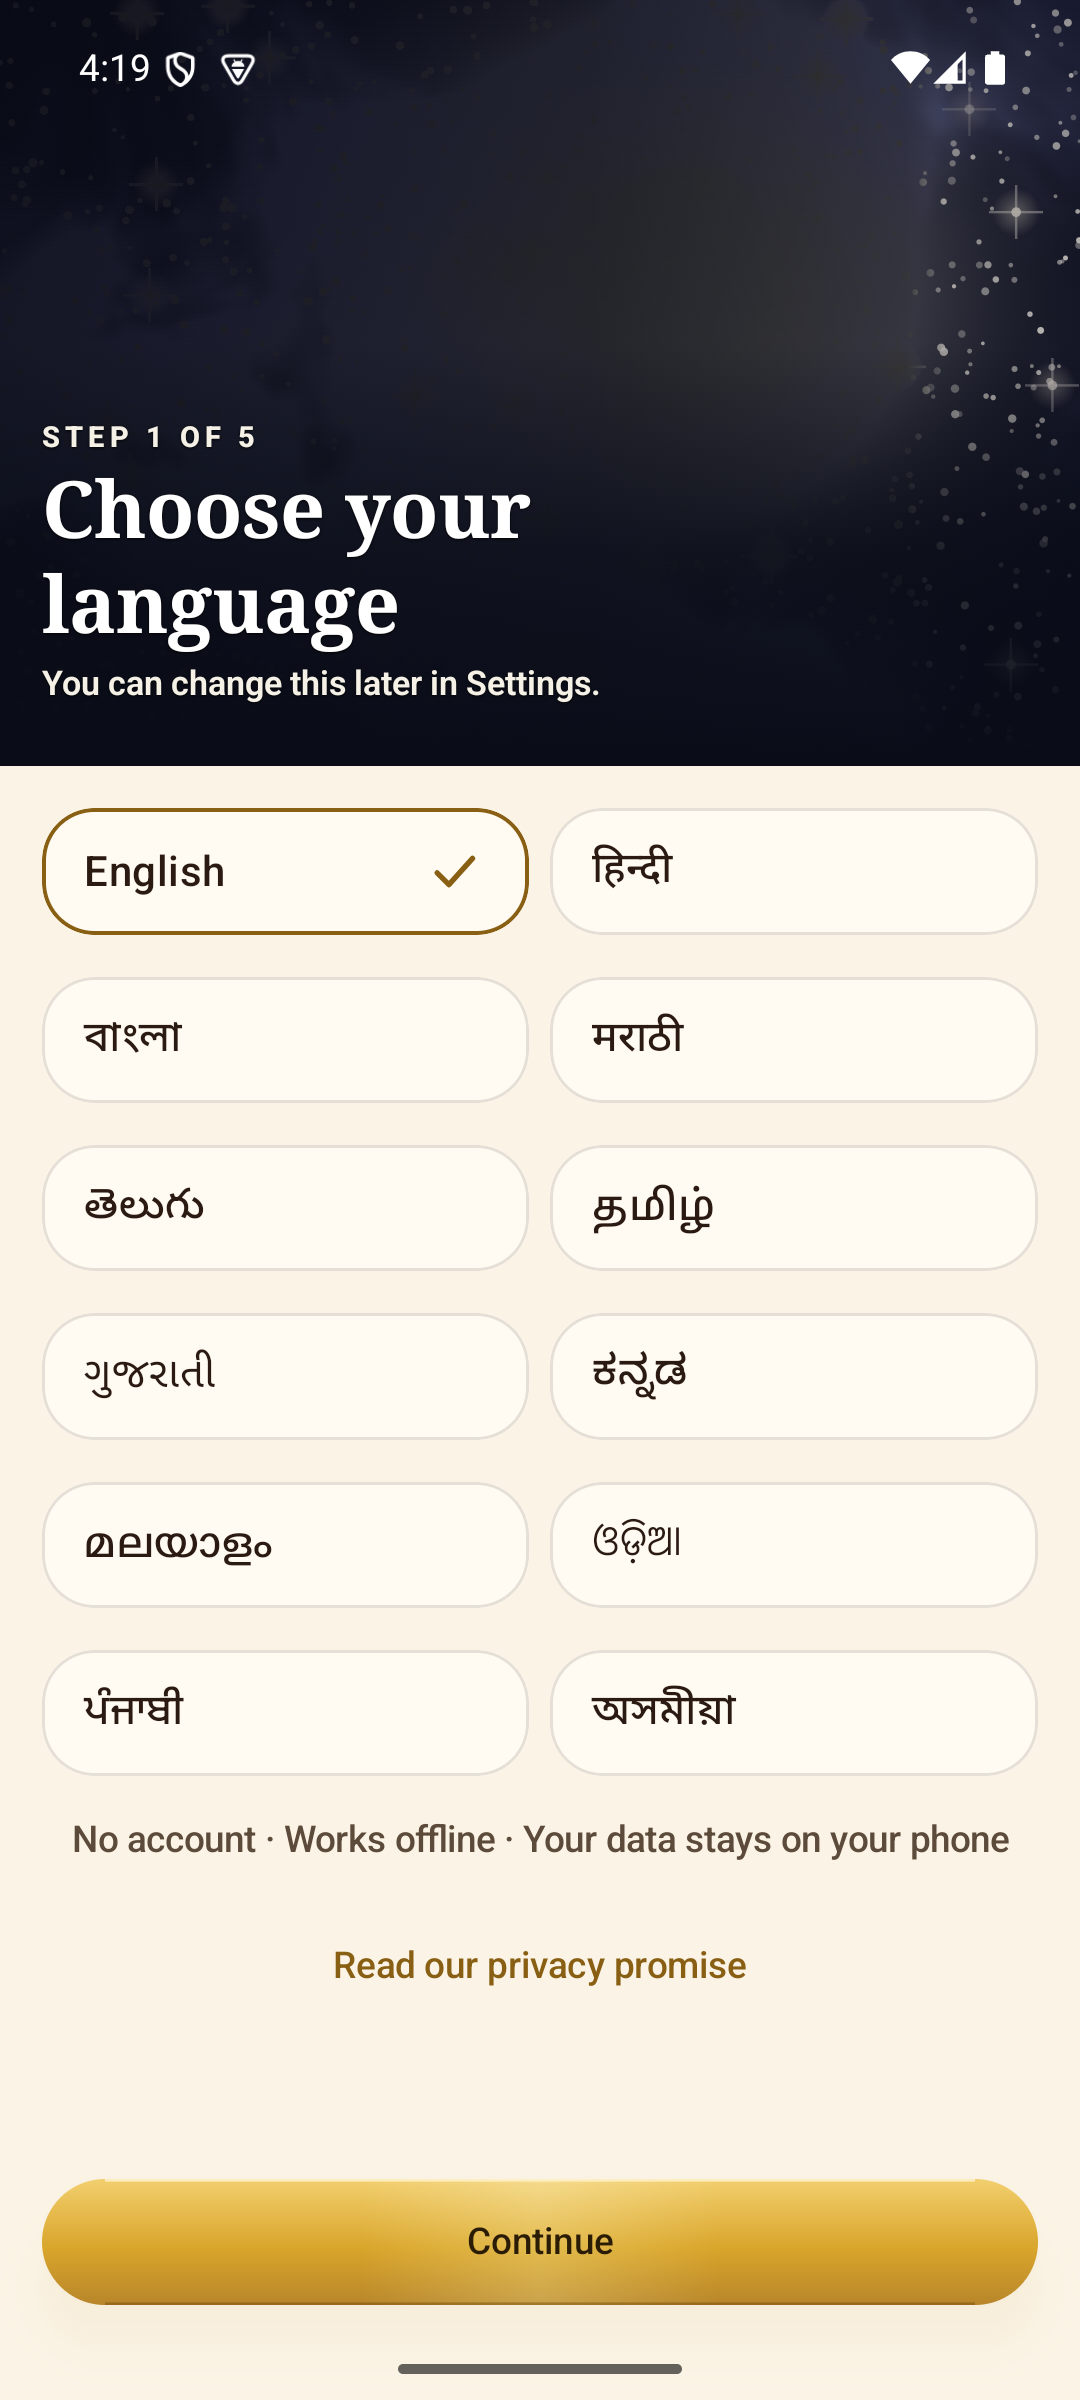 4:19
STEP 1 OF 5
Choose your
language
You can change this later in Settings.
English
हिन्दी
বাংলা
मराठी
తెలుగు
தமிழ்
ગુજરાતી
ಕನ್ನಡ
മലയാളം
ଓଡ଼ିଆ
ਪੰਜਾਬੀ
অসমীয়া
No account · Works offline · Your data stays on your phone
Read our privacy promise
Continue